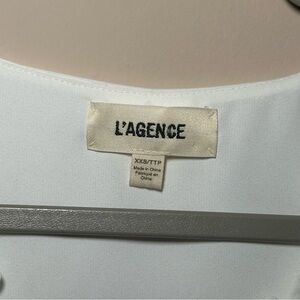 L'AGENCE
XXS/TTP
Made in China
Fabriqué en
Chine